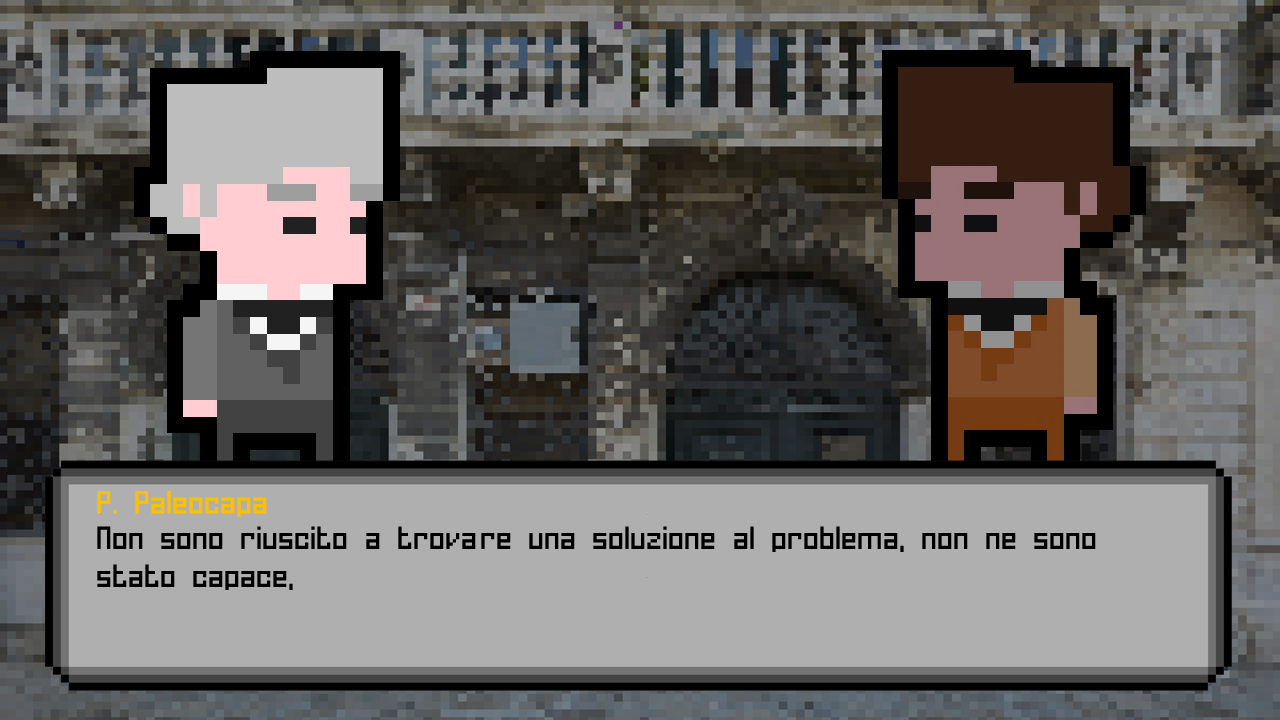 P. Paleocapa
Non sono riuscito a trovare una soluzione al problema, non ne sono
stato capace,